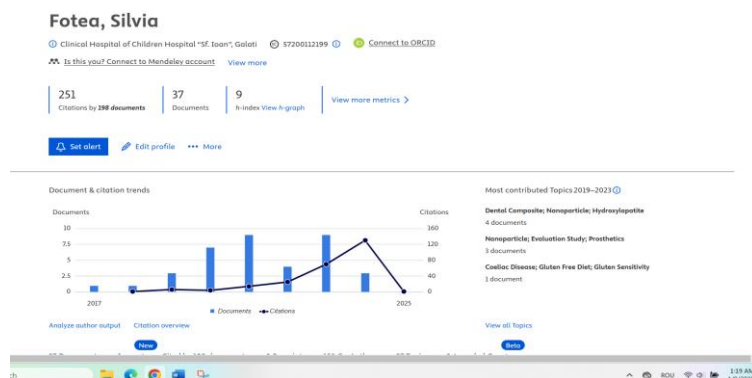 Fotea, Silvia
Clinical Hospital of Children Hospital "Sf. Ioan", Galati 57200112199 Connect to ORCID
Is this you? Connect to Mendeley account View more
251 37 9
Citations by 198 documents Documents h-index View h-graph View more metrics
Set alert Edit profile More
Document & citation trends Most contributed Topics 2019–2023
Documents Citations Dental Composite; Nanoparticle; Hydroxylapatite
4 documents
10 160
7.5 120
5 80
2.5 40
0 0
Nanoparticle; Evaluation Study; Prosthetics
3 documents
Coeliac Disease; Gluten Free Diet; Gluten Sensitivity
1 document
2017 2025
Documents Citations
Analyze author output Citation overview View all Topics
New Beta
ROU 1:19 AM